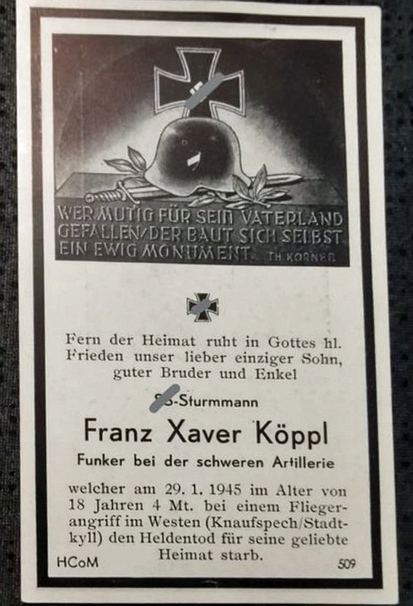 WER MUTIG FÜR SEIN VATERLAND
GEFALLEN/DER BAUT SICH SELBST
EIN EWIG MONUMENT. TH. KÖRNER
Fern der Heimat ruht in Gottes hl.
Frieden unser lieber einziger Sohn,
guter Bruder und Enkel
SS-Sturmmann
Franz Xaver Köppl
Funker bei der schweren Artillerie
welcher am 29. 1. 1945 im Alter von
18 Jahren 4 Mt. bei einem Flieger-
angriff im Westen (Knaufspech/Stadt-
kyll) den Heldentod für seine geliebte
Heimat starb.
HCoM
509